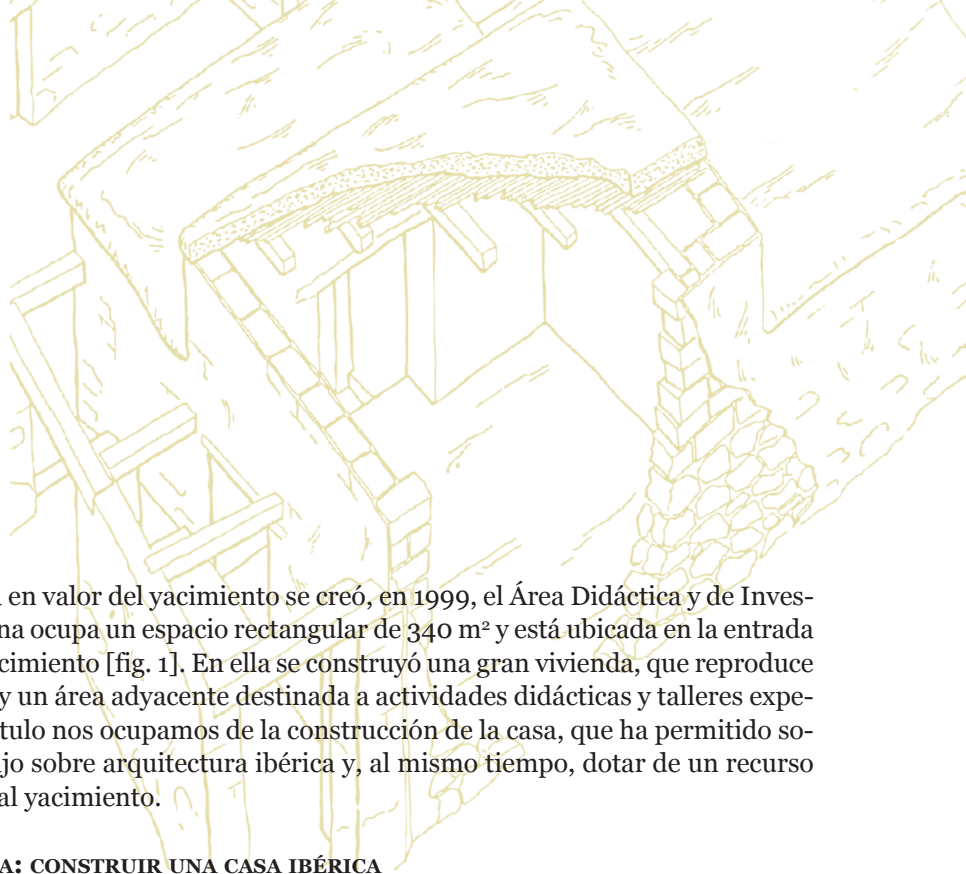 en valor del yacimiento se creó, en 1999, el Área Didáctica y de Inves-
na ocupa un espacio rectangular de 340 m² y está ubicada en la entrada
cimiento [fig. 1]. En ella se construyó una gran vivienda, que reproduce
y un área adyacente destinada a actividades didácticas y talleres expe-
tulo nos ocupamos de la construcción de la casa, que ha permitido so-
jo sobre arquitectura ibérica y, al mismo tiempo, dotar de un recurso
al yacimiento.
A: CONSTRUIR UNA CASA IBÉRICA